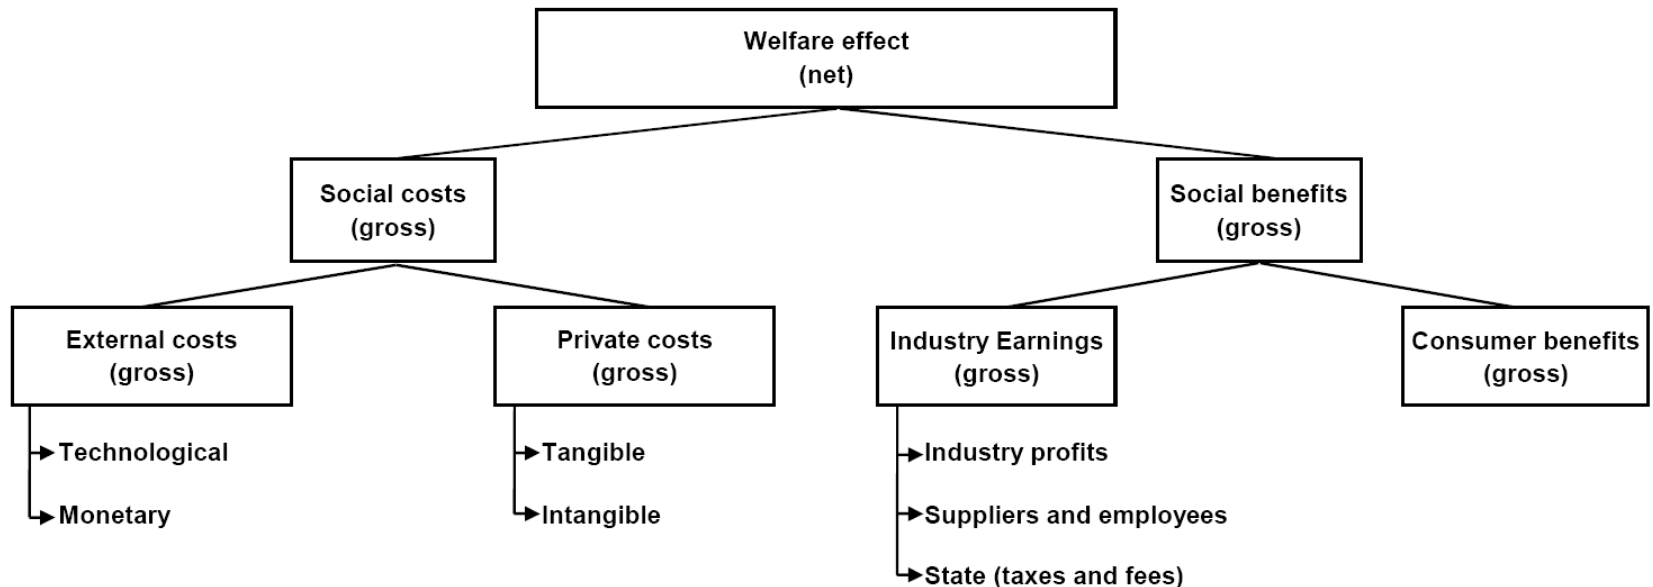 Welfare effect
(net)
Social costs
(gross)
Social benefits
(gross)
External costs
(gross)
Private costs
(gross)
Industry Earnings
(gross)
Consumer benefits
(gross)
Technological
Monetary
Tangible
Intangible
Industry profits
Suppliers and employees
State (taxes and fees)